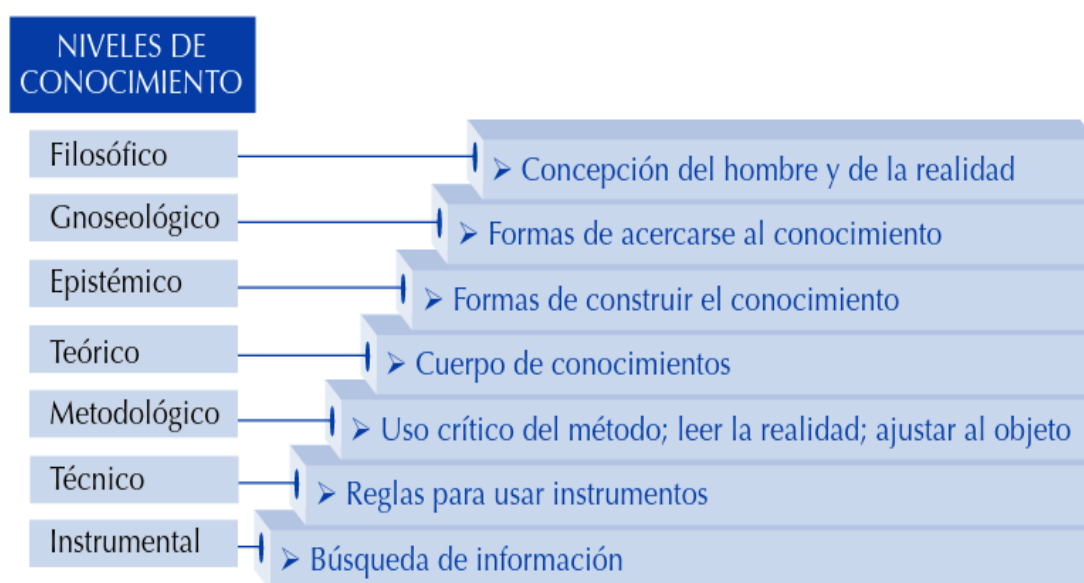 NIVELES DE
CONOCIMIENTO
Filosófico
➢ Concepción del hombre y de la realidad
Gnoseológico
➢ Formas de acercarse al conocimiento
Epistémico
➢ Formas de construir el conocimiento
Teórico
➢ Cuerpo de conocimientos
Metodológico
➢ Uso crítico del método; leer la realidad; ajustar al objeto
Técnico
➢ Reglas para usar instrumentos
Instrumental
➢ Búsqueda de información